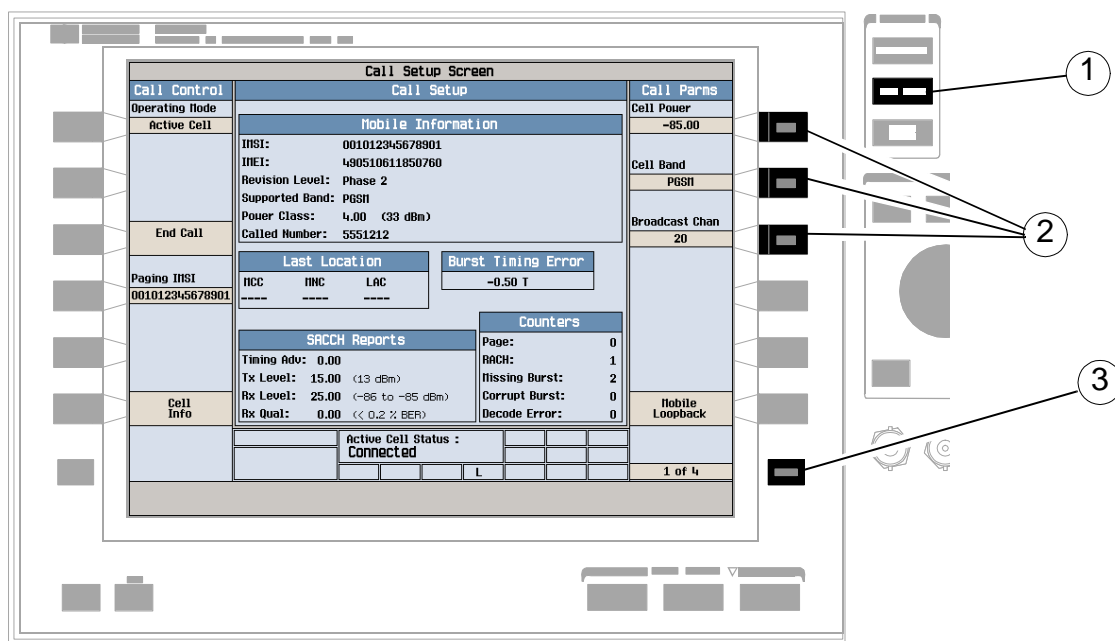 Call Setup Screen
Call Control
Call Setup
Call Parms
Operating Mode
Active Cell
End Call
Paging IMSI
001012345678901
Cell
Info
Mobile Information
IMSI: 001012345678901
IMEI: 490510611850760
Revision Level: Phase 2
Supported Band: PGSM
Power Class: 4.00 (33 dBm)
Called Number: 5551212
Last Location
MCC MNC LAC
---- ---- ----
Burst Timing Error
-0.50 T
SACCH Reports
Timing Adv: 0.00
Tx Level: 15.00 (13 dBm)
Rx Level: 25.00 (-86 to -85 dBm)
Rx Qual: 0.00 (< 0.2 % BER)
Counters
Page: 0
RACH: 1
Missing Burst: 2
Corrupt Burst: 0
Decode Error: 0
Active Cell Status :
Connected
L
Cell Power
-85.00
Cell Band
PGSM
Broadcast Chan
20
Mobile
Loopback
1 of 4
1
2
3